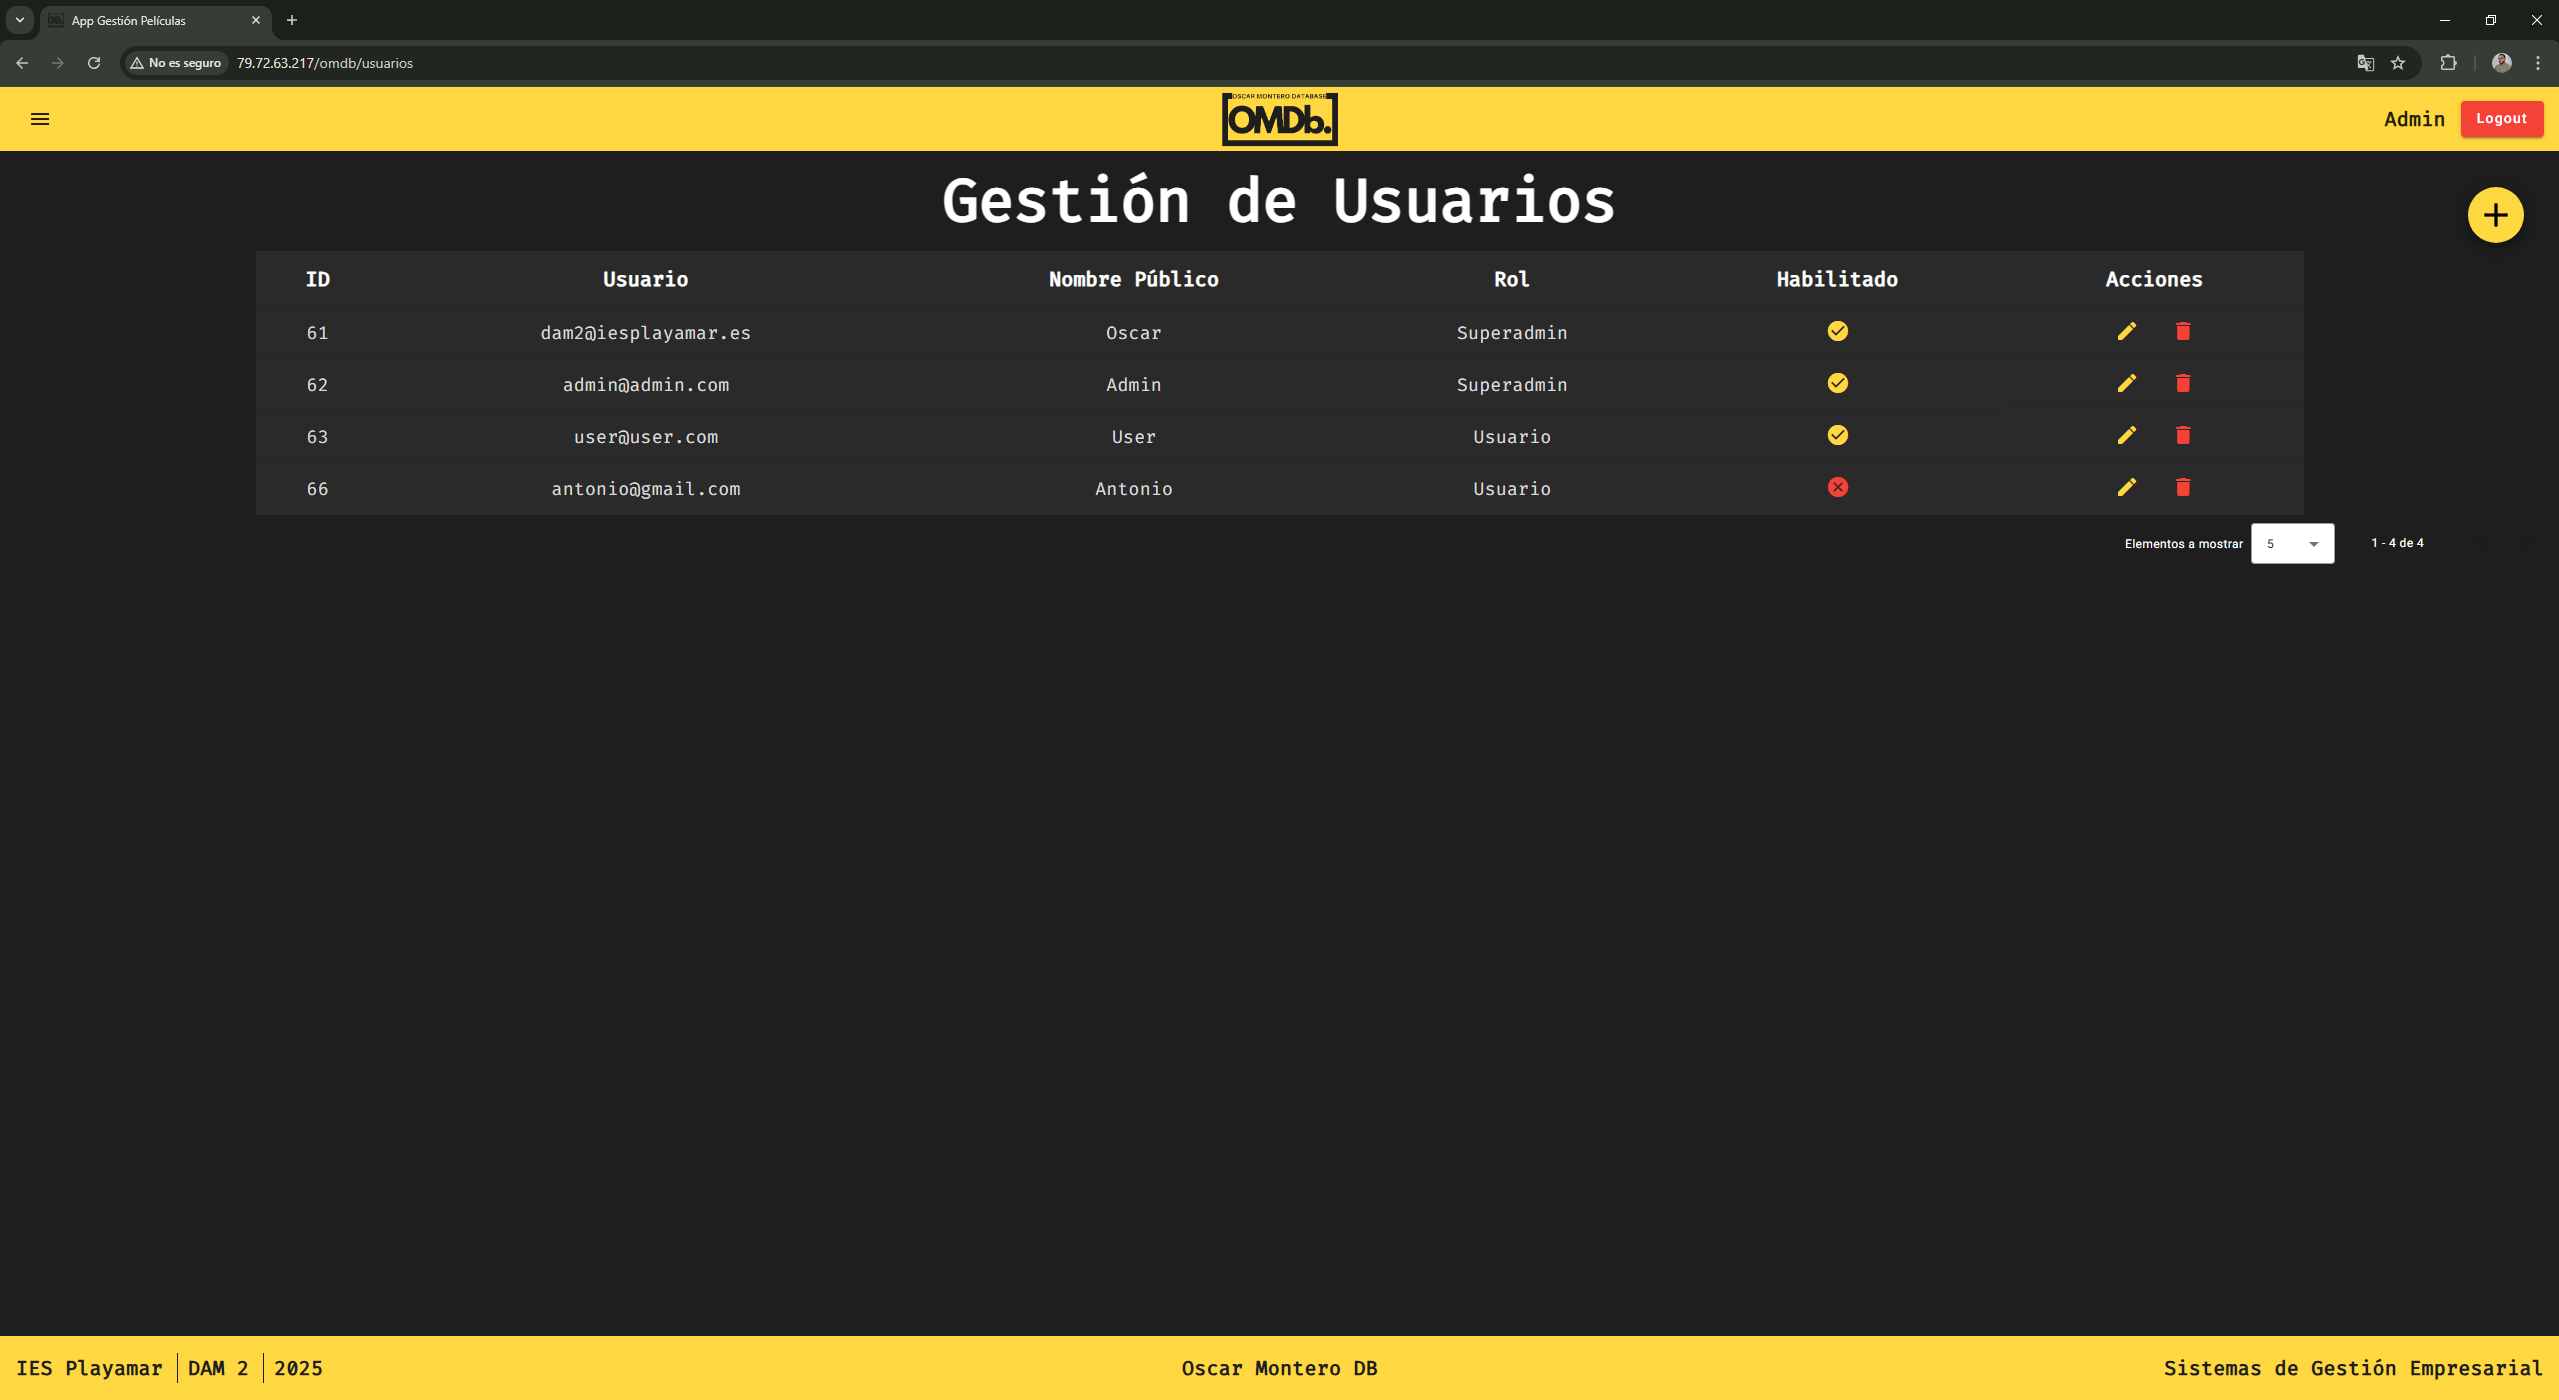 App Gestión Películas
No es seguro 79.72.63.217/omdb/usuarios
OSCAR MONTERO DATABASE
OMDb.
Admin Logout
Gestión de Usuarios
ID Usuario Nombre Público Rol Habilitado Acciones
61 dam2@iesplayamar.es Oscar Superadmin
62 admin@admin.com Admin Superadmin
63 user@user.com User Usuario
66 antonio@gmail.com Antonio Usuario
Elementos a mostrar 5 1 - 4 de 4
IES Playamar DAM 2 2025 Oscar Montero DB Sistemas de Gestión Empresarial